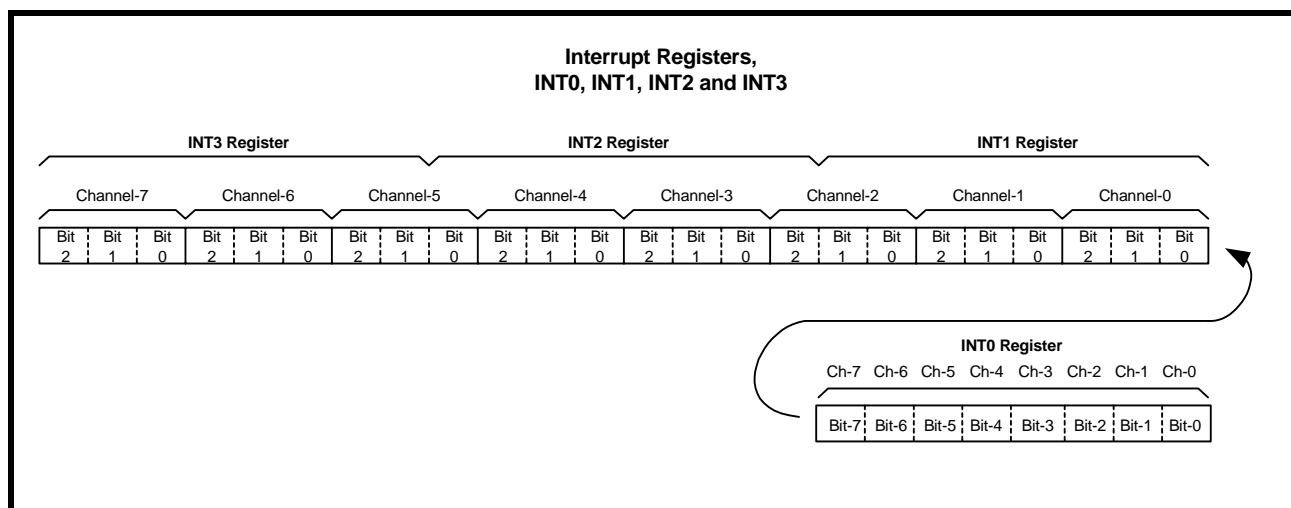 Interrupt Registers,
INT0, INT1, INT2 and INT3
INT3 Register INT2 Register INT1 Register
Channel-7 Channel-6 Channel-5 Channel-4 Channel-3 Channel-2 Channel-1 Channel-0
Bit Bit Bit Bit Bit Bit Bit Bit Bit Bit Bit Bit Bit Bit Bit Bit Bit Bit Bit Bit Bit Bit Bit Bit
2 1 0 2 1 0 2 1 0 2 1 0 2 1 0 2 1 0 2 1 0 2 1 0
INT0 Register
Ch-7 Ch-6 Ch-5 Ch-4 Ch-3 Ch-2 Ch-1 Ch-0
Bit-7 Bit-6 Bit-5 Bit-4 Bit-3 Bit-2 Bit-1 Bit-0